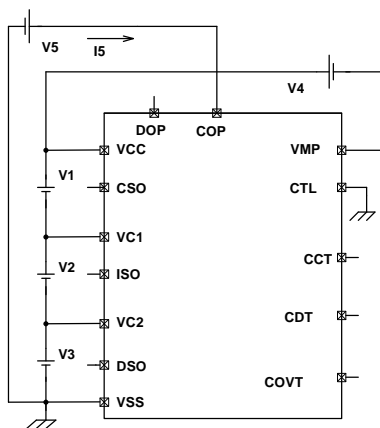 V5 I5
V4
DOP COP
VCC VMP
V1 CSO CTL
VC1
CCT
V2 ISO
VC2 CDT
V3 DSO
COVT
VSS